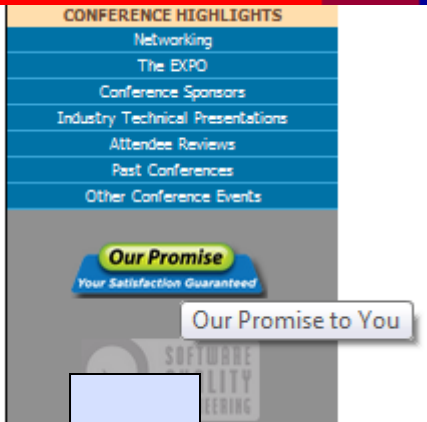 CONFERENCE HIGHLIGHTS
Networking
The EXPO
Conference Sponsors
Industry Technical Presentations
Attendee Reviews
Past Conferences
Other Conference Events
Our Promise
Your Satisfaction Guaranteed
Our Promise to You
SOFTWARE